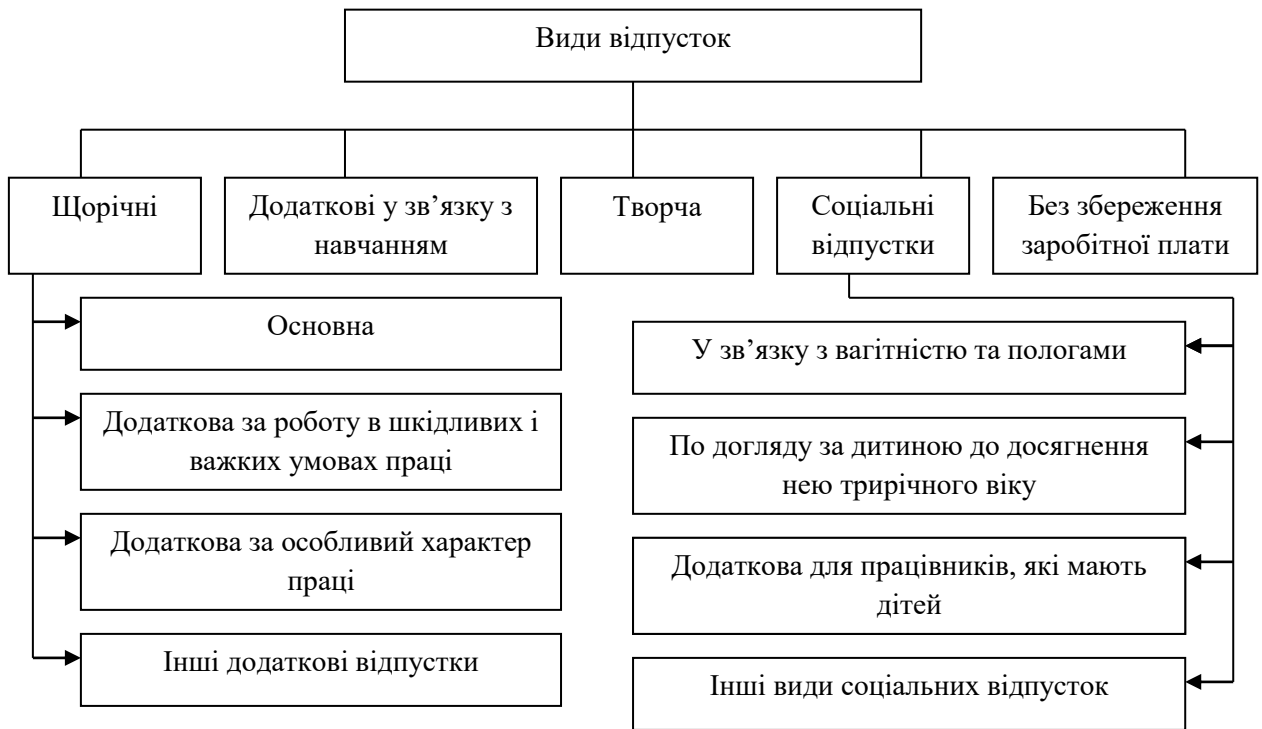 Види відпусток
Щорічні
Додаткові у зв’язку з
навчанням
Творча
Соціальні
відпустки
Без збереження
заробітної плати
Основна
Додаткова за роботу в шкідливих і
важких умовах праці
Додаткова за особливий характер
праці
Інші додаткові відпустки
У зв’язку з вагітністю та пологами
По догляду за дитиною до досягнення
нею трирічного віку
Додаткова для працівників, які мають
дітей
Інші види соціальних відпусток